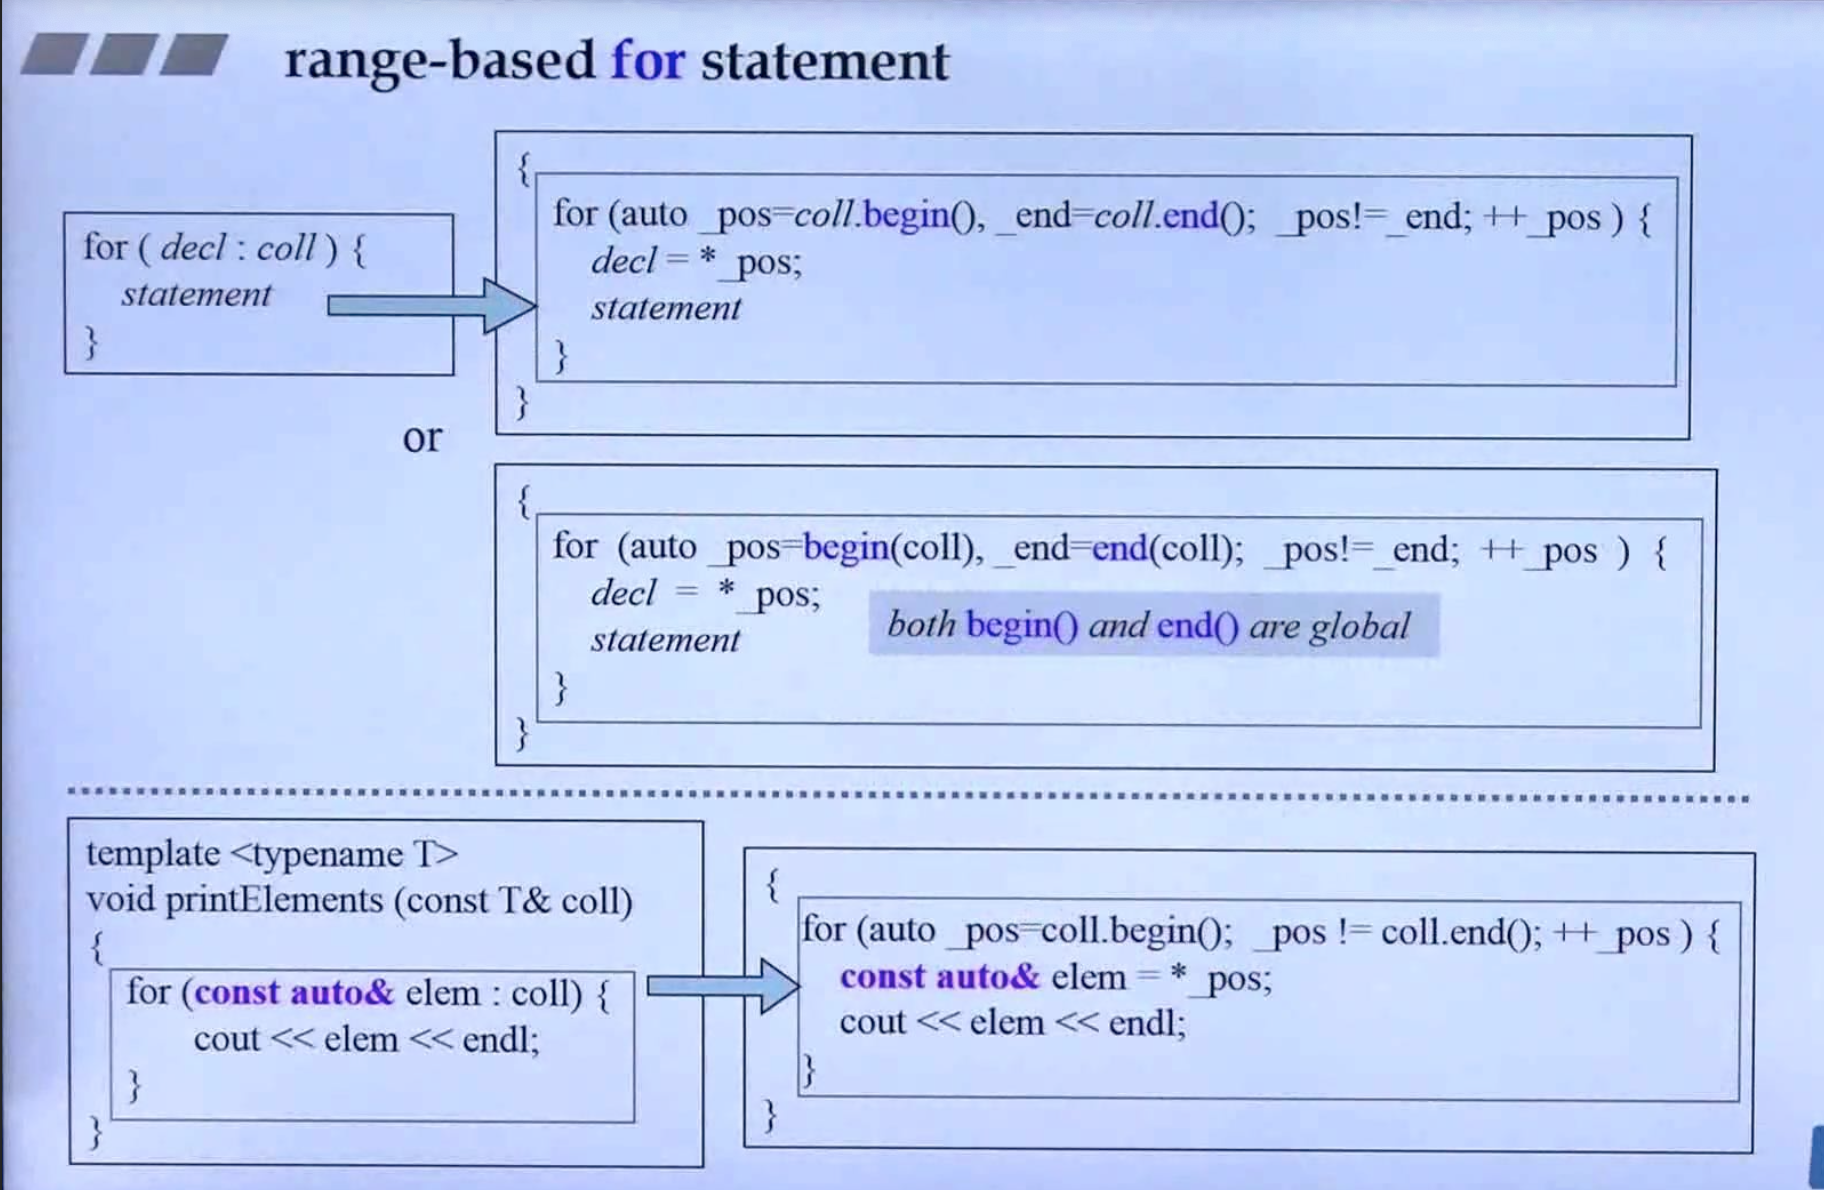 range-based for statement
for ( decl : coll ) {
statement
}
{
for (auto _pos=coll.begin(), _end=coll.end(); _pos!=_end; ++_pos ) {
decl = *_pos;
statement
}
}
or
{
for (auto _pos=begin(coll), _end=end(coll); _pos!=_end; ++_pos ) {
decl = *_pos;
both begin() and end() are global
statement
}
}
template <typename T>
void printElements (const T& coll)
{
for (const auto& elem : coll) {
cout << elem << endl;
}
}
{
for (auto _pos=coll.begin(); _pos != coll.end(); ++_pos ) {
const auto& elem = *_pos;
cout << elem << endl;
}
}